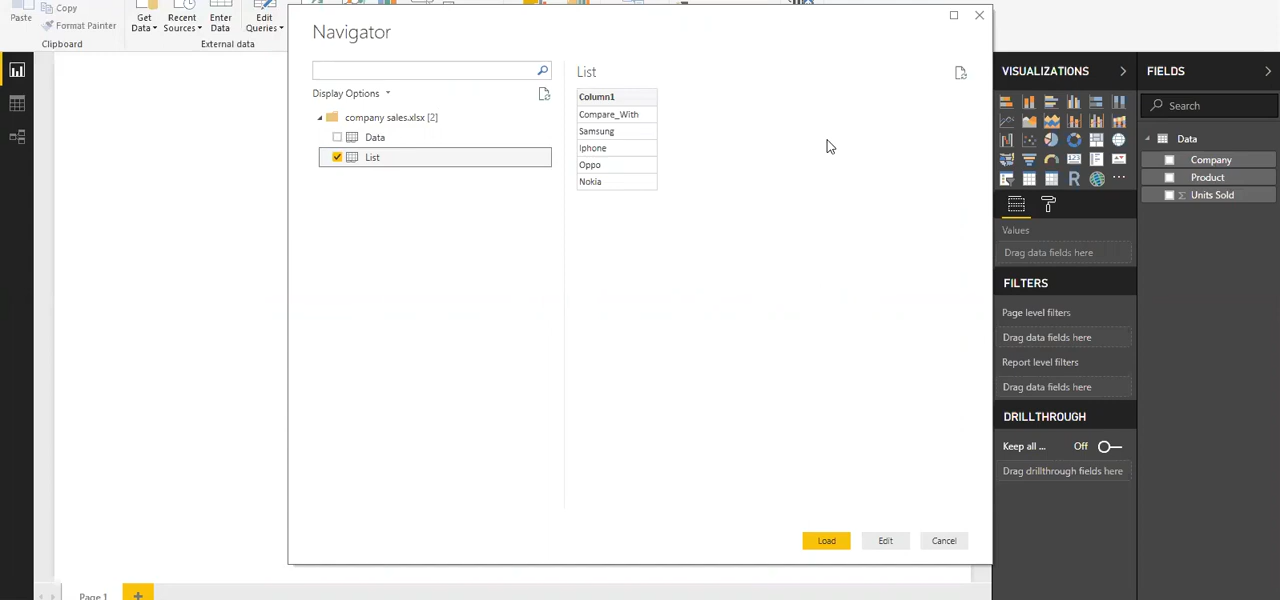 Paste
Copy
Format Painter
Clipboard
Get
Data
Recent
Sources
Enter
Data
Edit
Queries
External data
Navigator
Display Options
company sales.xlsx [2]
Data
List
List
Column1
Compare_With
Samsung
Iphone
Oppo
Nokia
Load
Edit
Cancel
VISUALIZATIONS
R
Values
Drag data fields here
FILTERS
Page level filters
Drag data fields here
Report level filters
Drag data fields here
DRILLTHROUGH
Keep all ...
Off
Drag drillthrough fields here
FIELDS
Search
Data
Company
Product
Σ Units Sold
Page 1
+